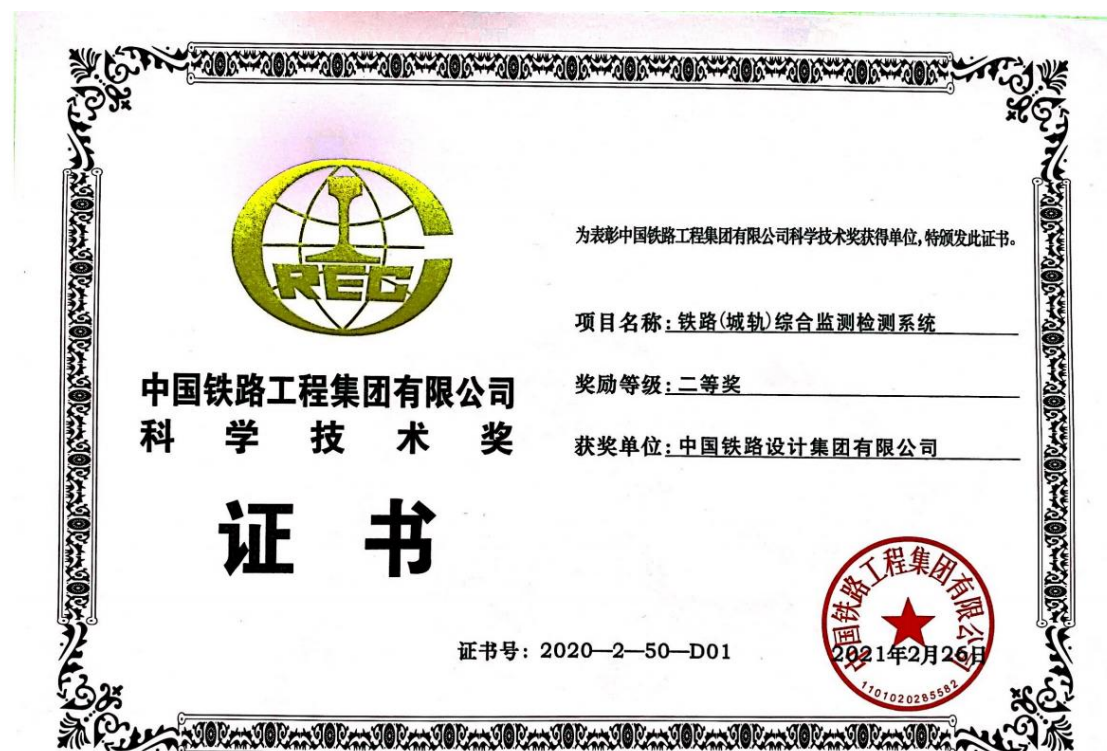 CREC
中国铁路工程集团有限公司
科学技术奖
证书
为表彰中国铁路工程集团有限公司科学技术奖获得单位,特颁发此证书。
项目名称:铁路(城轨)综合监测检测系统
奖励等级:二等奖
获奖单位:中国铁路设计集团有限公司
证书号:2020—2—50—D01
中国铁路工程集团有限公司
2021年2月26日
1101020285582